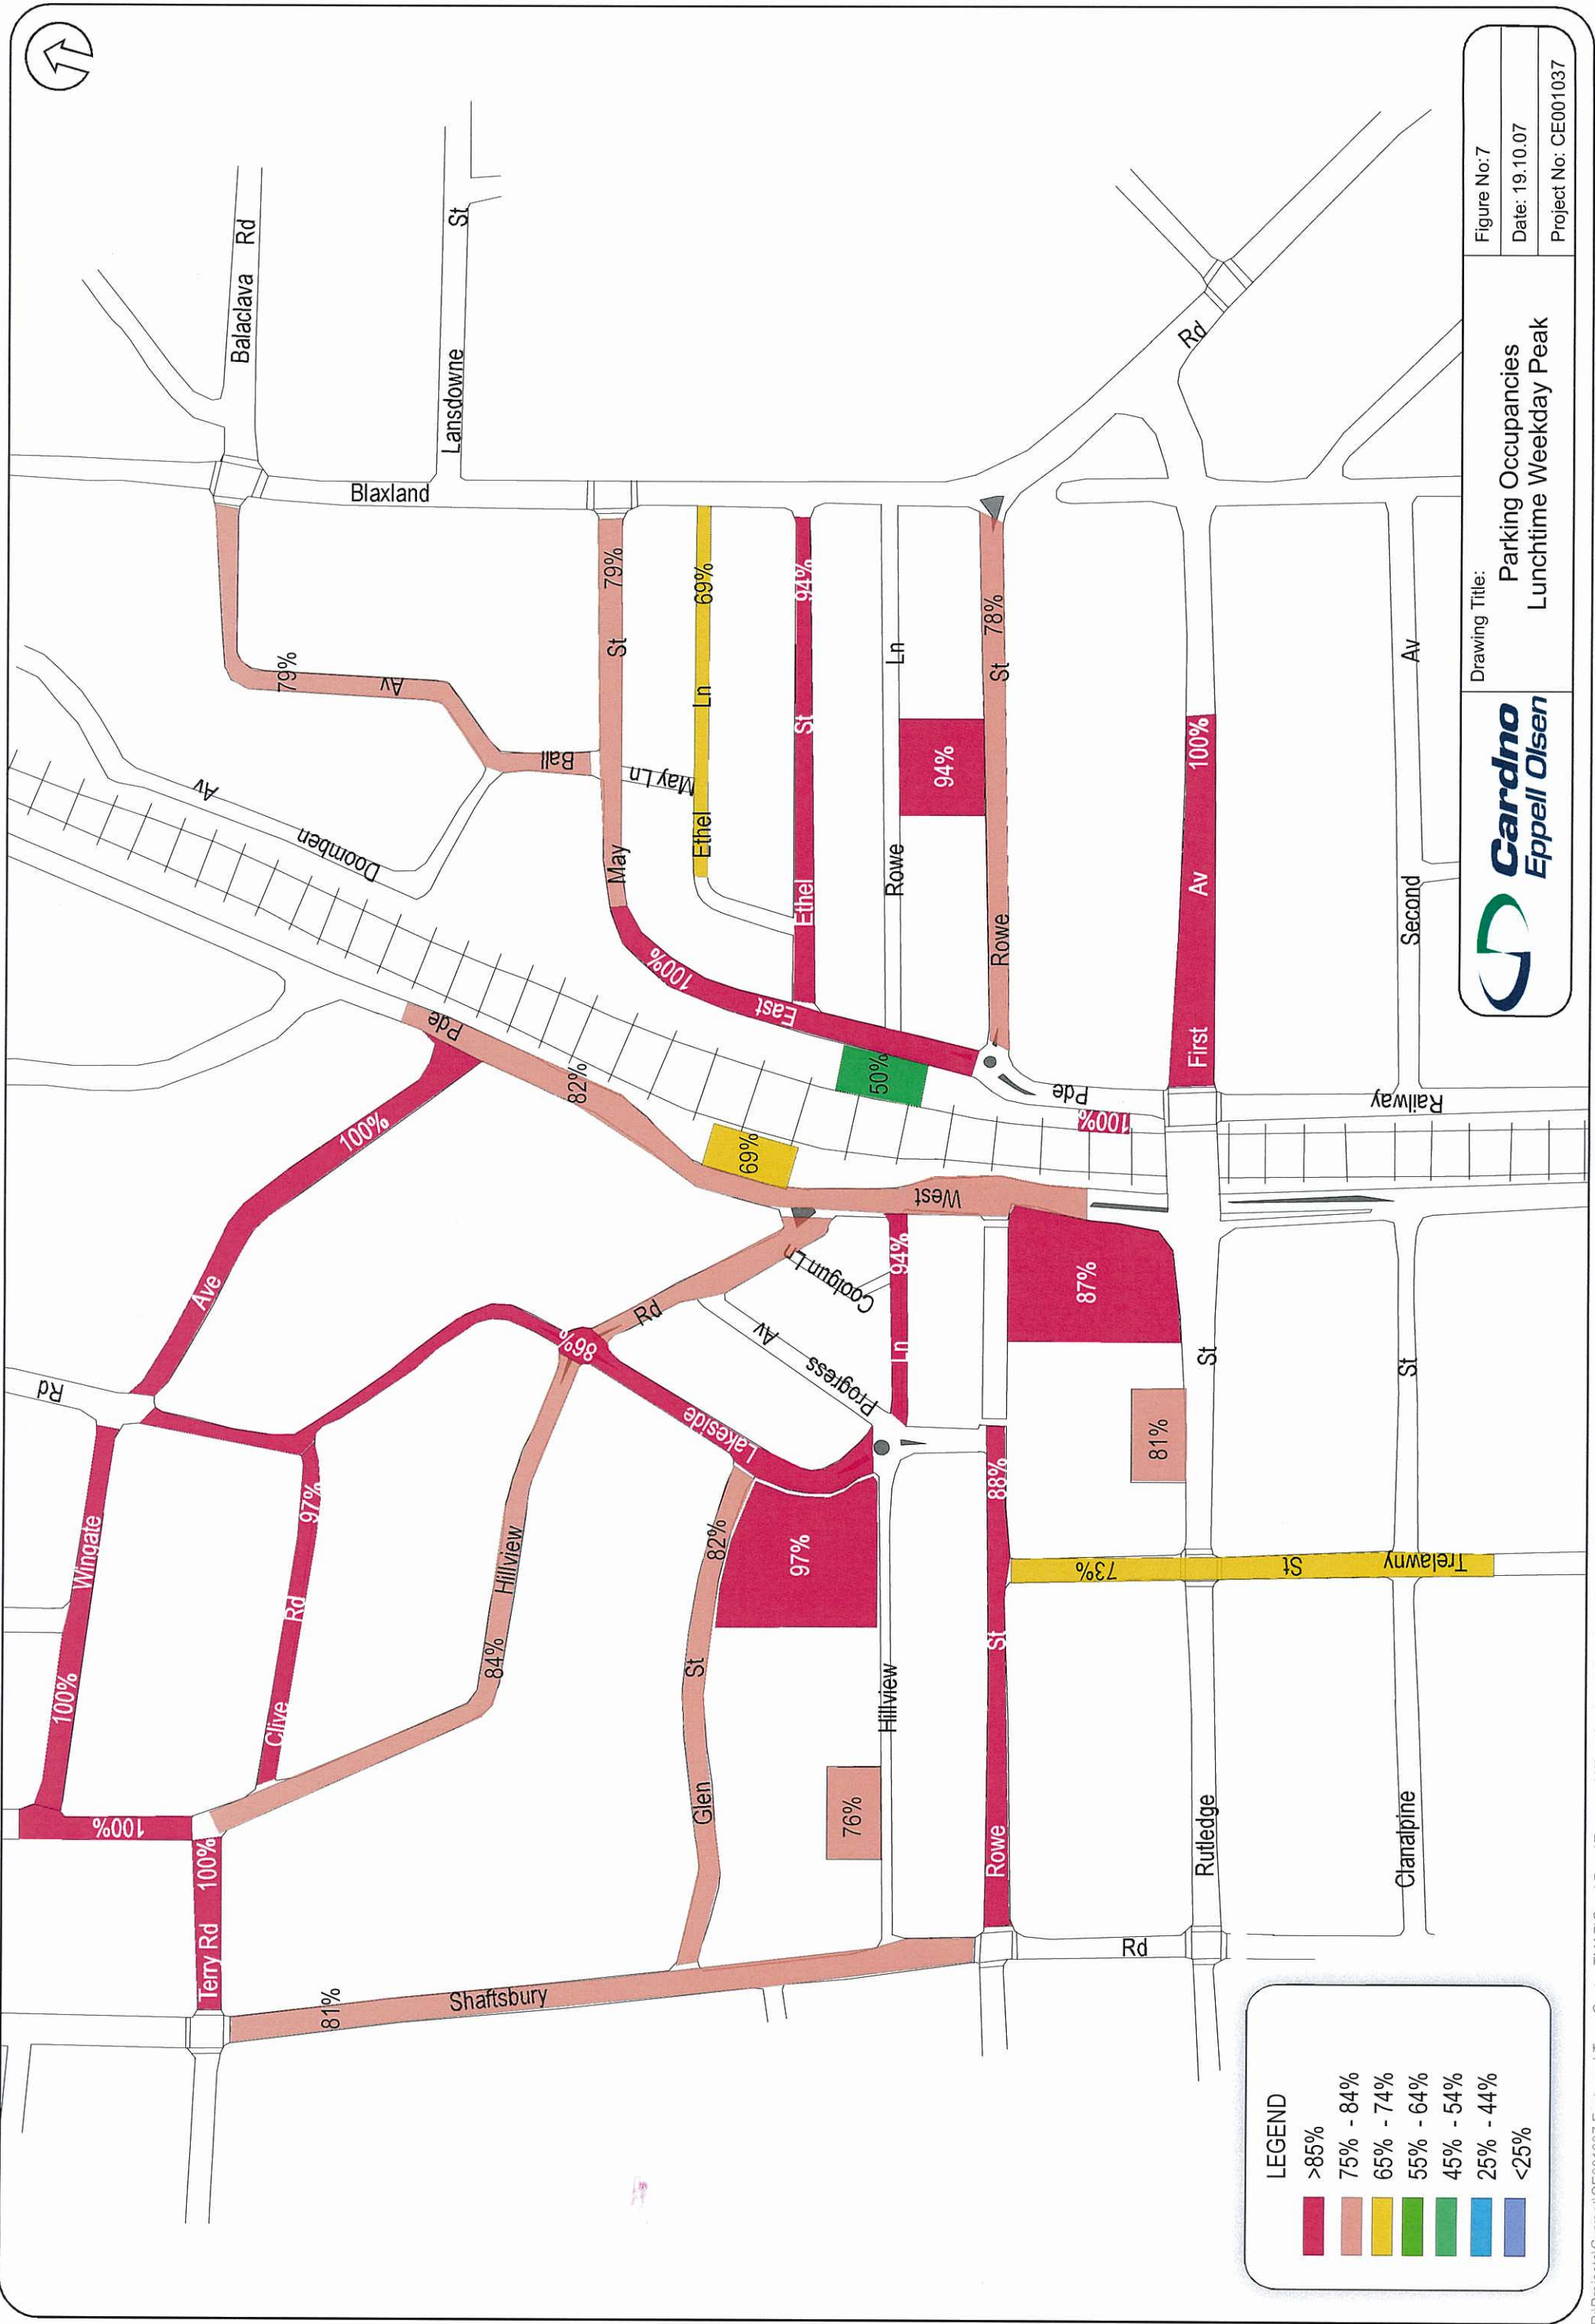 Balaclava Rd
Lansdowne St
Blaxland
Rd
79%
Av
Ball
Doomben
Av
May St 79%
May Ln
Ethel Ln 69%
Ethel St 94%
Rowe Ln
94%
Rowe St 78%
First Av 100%
Second Av
100%
East
Pde
100%
Railway
50%
69%
Pde
82%
West
100%
Ave
Rd
Wingate
100%
100%
Terry Rd 100%
Clive Rd 97%
86%
Lakeside
Hillview
84%
Rd
Coolgun Ln
Progress Av
Ln 94%
87%
81%
82%
97%
Glen St
Hillview
76%
Rowe St 88%
Trelawny St 73%
Rutledge St
Clanalpine St
Shaftsbury
81%
Rd
LEGEND
>85%
75% - 84%
65% - 74%
55% - 64%
45% - 54%
25% - 44%
<25%
Cardno
Eppell Olsen
Drawing Title:
Parking Occupancies
Lunchtime Weekday Peak
Figure No:7
Date: 19.10.07
Project No: CE001037